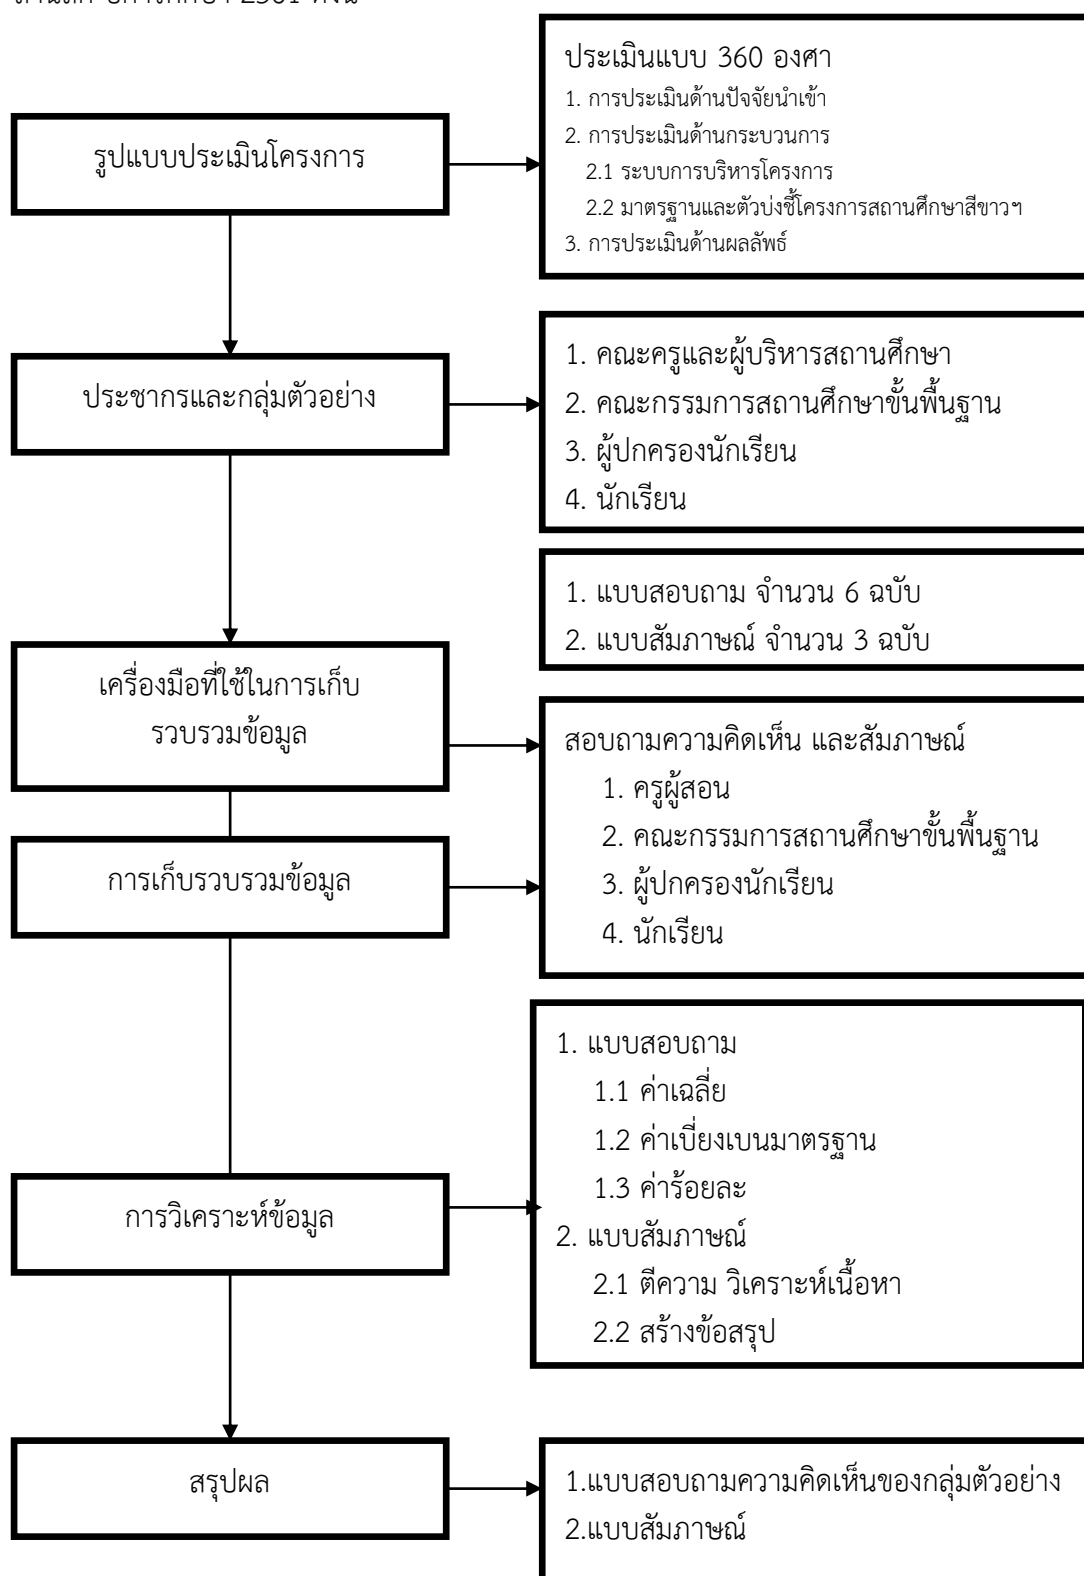 รูปแบบประเมินโครงการ
ประเมินแบบ 360 องศา
1. การประเมินด้านปัจจัยนำเข้า
2. การประเมินด้านกระบวนการ
2.1 ระบบการบริหารโครงการ
2.2 มาตรฐานและตัวบ่งชี้โครงการสถานศึกษาสีขาวฯ
3. การประเมินด้านผลลัพธ์
ประชากรและกลุ่มตัวอย่าง
1. คณะครูและผู้บริหารสถานศึกษา
2. คณะกรรมการสถานศึกษาขั้นพื้นฐาน
3. ผู้ปกครองนักเรียน
4. นักเรียน
เครื่องมือที่ใช้ในการเก็บ
รวบรวมข้อมูล
1. แบบสอบถาม จำนวน 6 ฉบับ
2. แบบสัมภาษณ์ จำนวน 3 ฉบับ
การเก็บรวบรวมข้อมูล
สอบถามความคิดเห็น และสัมภาษณ์
1. ครูผู้สอน
2. คณะกรรมการสถานศึกษาขั้นพื้นฐาน
3. ผู้ปกครองนักเรียน
4. นักเรียน
การวิเคราะห์ข้อมูล
1. แบบสอบถาม
1.1 ค่าเฉลี่ย
1.2 ค่าเบี่ยงเบนมาตรฐาน
1.3 ค่าร้อยละ
2. แบบสัมภาษณ์
2.1 ตีความ วิเคราะห์เนื้อหา
2.2 สร้างข้อสรุป
สรุปผล
1.แบบสอบถามความคิดเห็นของกลุ่มตัวอย่าง
2.แบบสัมภาษณ์